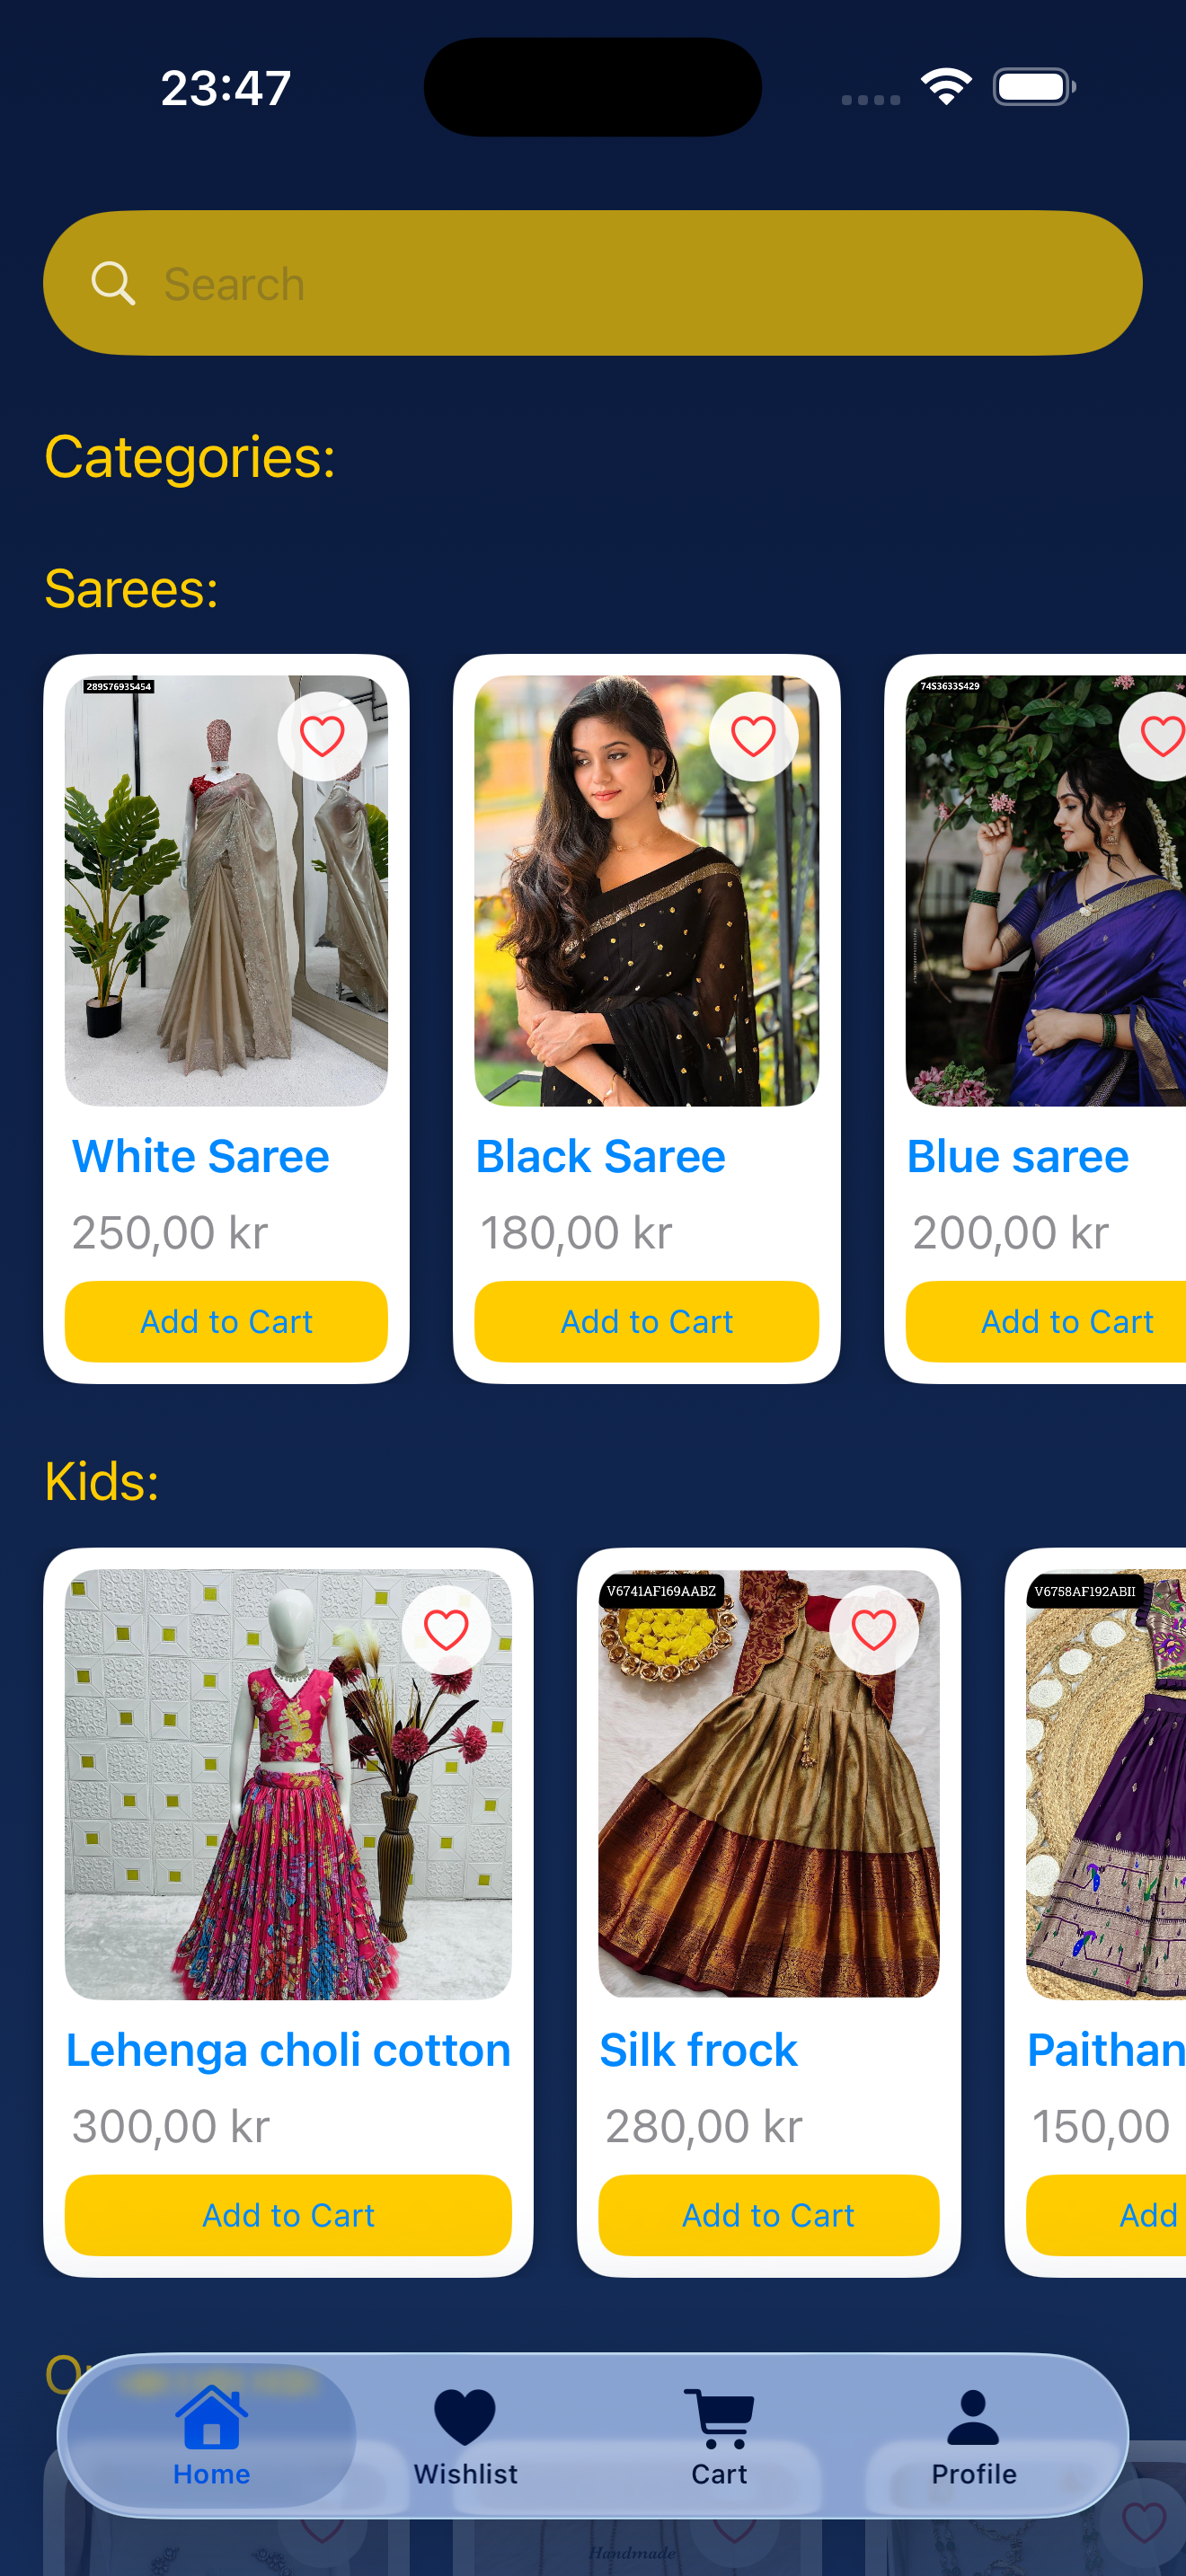 23:47
Search
Categories:
Sarees:
289S7693S454
74S3633S429
White Saree
Black Saree
Blue saree
250,00 kr
180,00 kr
200,00 kr
Add to Cart
Add to Cart
Add to Cart
Kids:
V6741AF169AABZ
V6758AF192ABII
Lehenga choli cotton
Silk frock
Paithan
300,00 kr
280,00 kr
150,00
Add to Cart
Add to Cart
Add
Home
Wishlist
Cart
Profile
Handmade